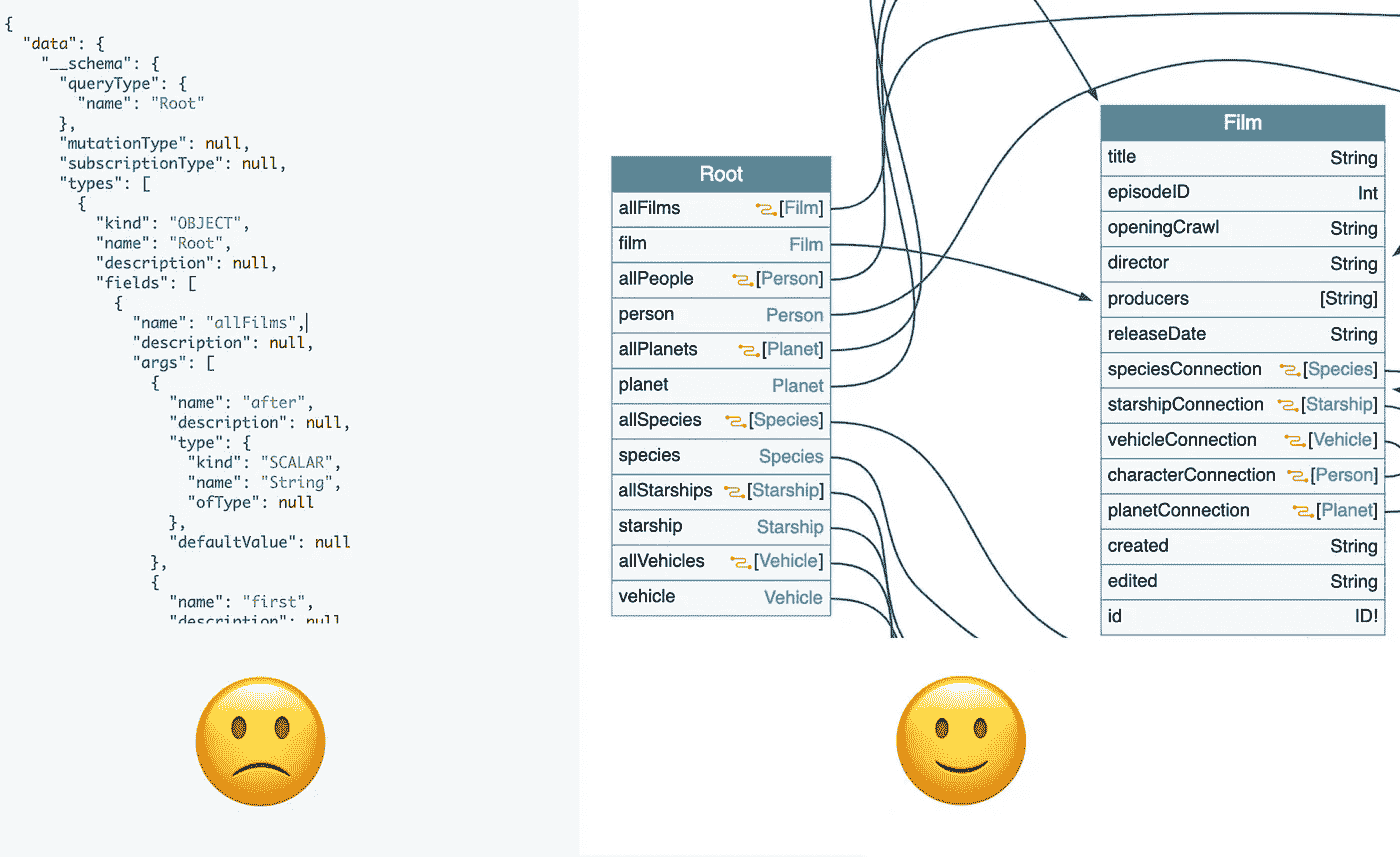 {
"data": {
"__schema": {
"queryType": {
"name": "Root"
},
"mutationType": null,
"subscriptionType": null,
"types": [
{
"kind": "OBJECT",
"name": "Root",
"description": null,
"fields": [
{
"name": "allFilms",
"description": null,
"args": [
{
"name": "after",
"description": null,
"type": {
"kind": "SCALAR",
"name": "String",
"ofType": null
},
"defaultValue": null
},
{
"name": "first",
"description": null
Root
allFilms [Film]
film Film
allPeople [Person]
person Person
allPlanets [Planet]
planet Planet
allSpecies [Species]
species Species
allStarships [Starship]
starship Starship
allVehicles [Vehicle]
vehicle Vehicle
Film
title String
episodeID Int
openingCrawl String
director String
producers [String]
releaseDate String
speciesConnection [Species]
starshipConnection [Starship]
vehicleConnection [Vehicle]
characterConnection [Person]
planetConnection [Planet]
created String
edited String
id ID!